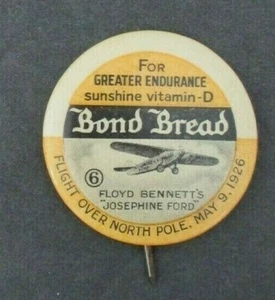 FOR
GREATER ENDURANCE
sunshine vitamin-D
Bond Bread
6
FLOYD BENNETT'S
"JOSEPHINE FORD"
FLIGHT OVER NORTH POLE, MAY 9, 1926